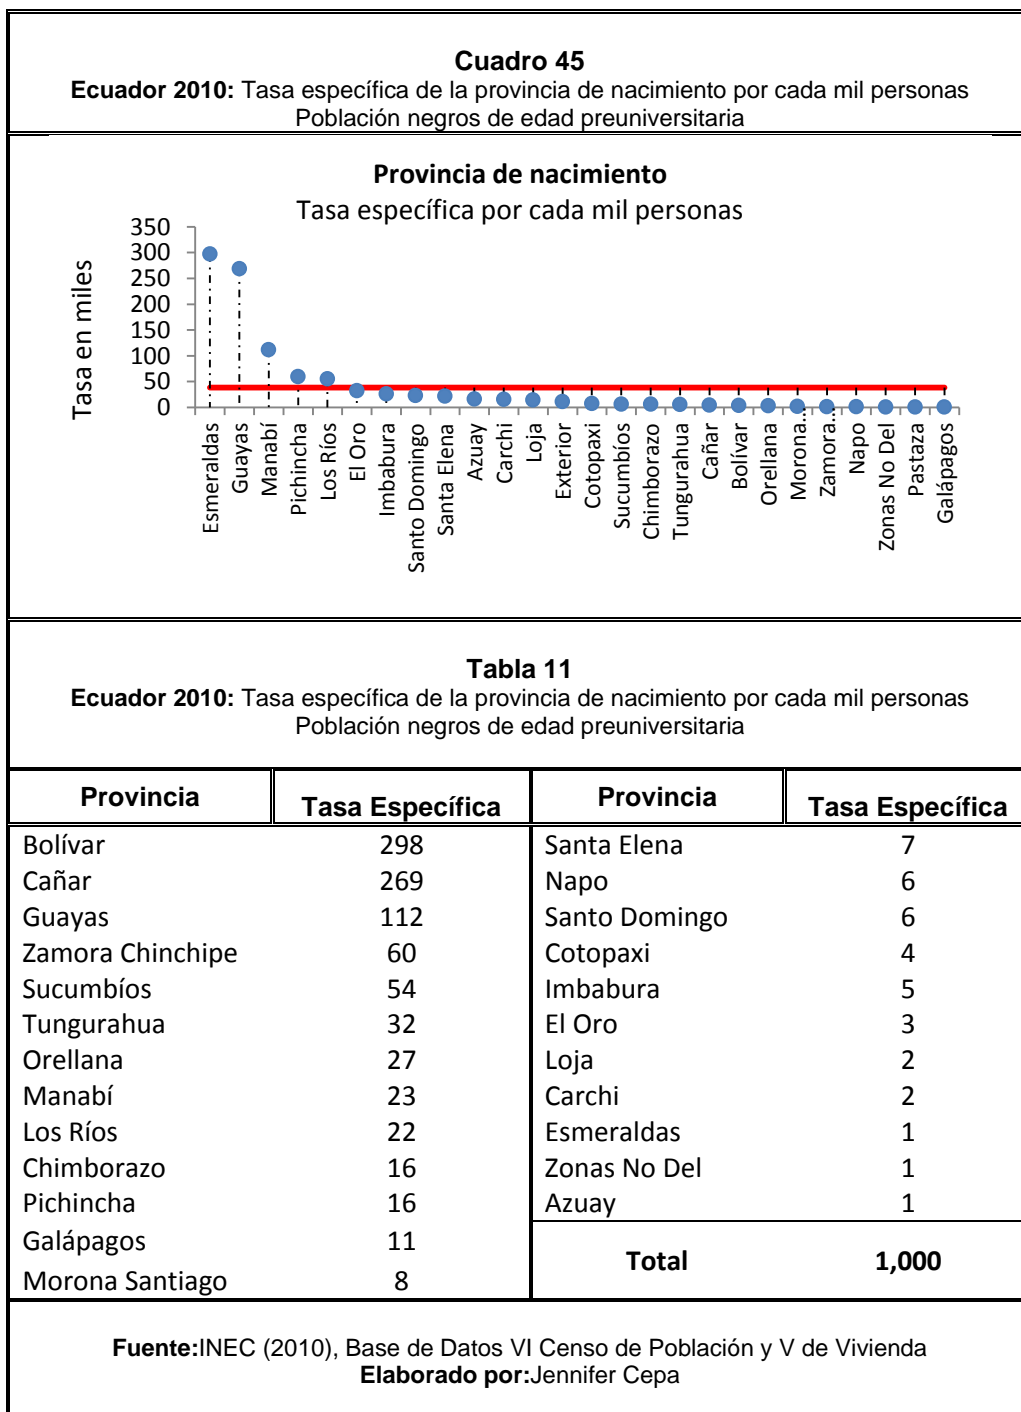 Cuadro 45
Ecuador 2010: Tasa específica de la provincia de nacimiento por cada mil personas
Población negros de edad preuniversitaria
Provincia de nacimiento
Tasa específica por cada mil personas
Tasa en miles
350
300
250
200
150
100
50
0
Esmeraldas
Guayas
Manabí
Pichincha
Los Ríos
El Oro
Imbabura
Santo Domingo
Santa Elena
Azuay
Carchi
Loja
Exterior
Cotopaxi
Sucumbíos
Chimborazo
Tungurahua
Cañar
Bolívar
Orellana
Morona...
Zamora...
Napo
Zonas No Del
Pastaza
Galápagos
Tabla 11
Ecuador 2010: Tasa específica de la provincia de nacimiento por cada mil personas
Población negros de edad preuniversitaria
Provincia Tasa Específica Provincia Tasa Específica
Bolívar 298 Santa Elena 7
Cañar 269 Napo 6
Guayas 112 Santo Domingo 6
Zamora Chinchipe 60 Cotopaxi 4
Sucumbíos 54 Imbabura 5
Tungurahua 32 El Oro 3
Orellana 27 Loja 2
Manabí 23 Carchi 2
Los Ríos 22 Esmeraldas 1
Chimborazo 16 Zonas No Del 1
Pichincha 16 Azuay 1
Galápagos 11
Total 1,000
Morona Santiago 8
Fuente:INEC (2010), Base de Datos VI Censo de Población y V de Vivienda
Elaborado por:Jennifer Cepa